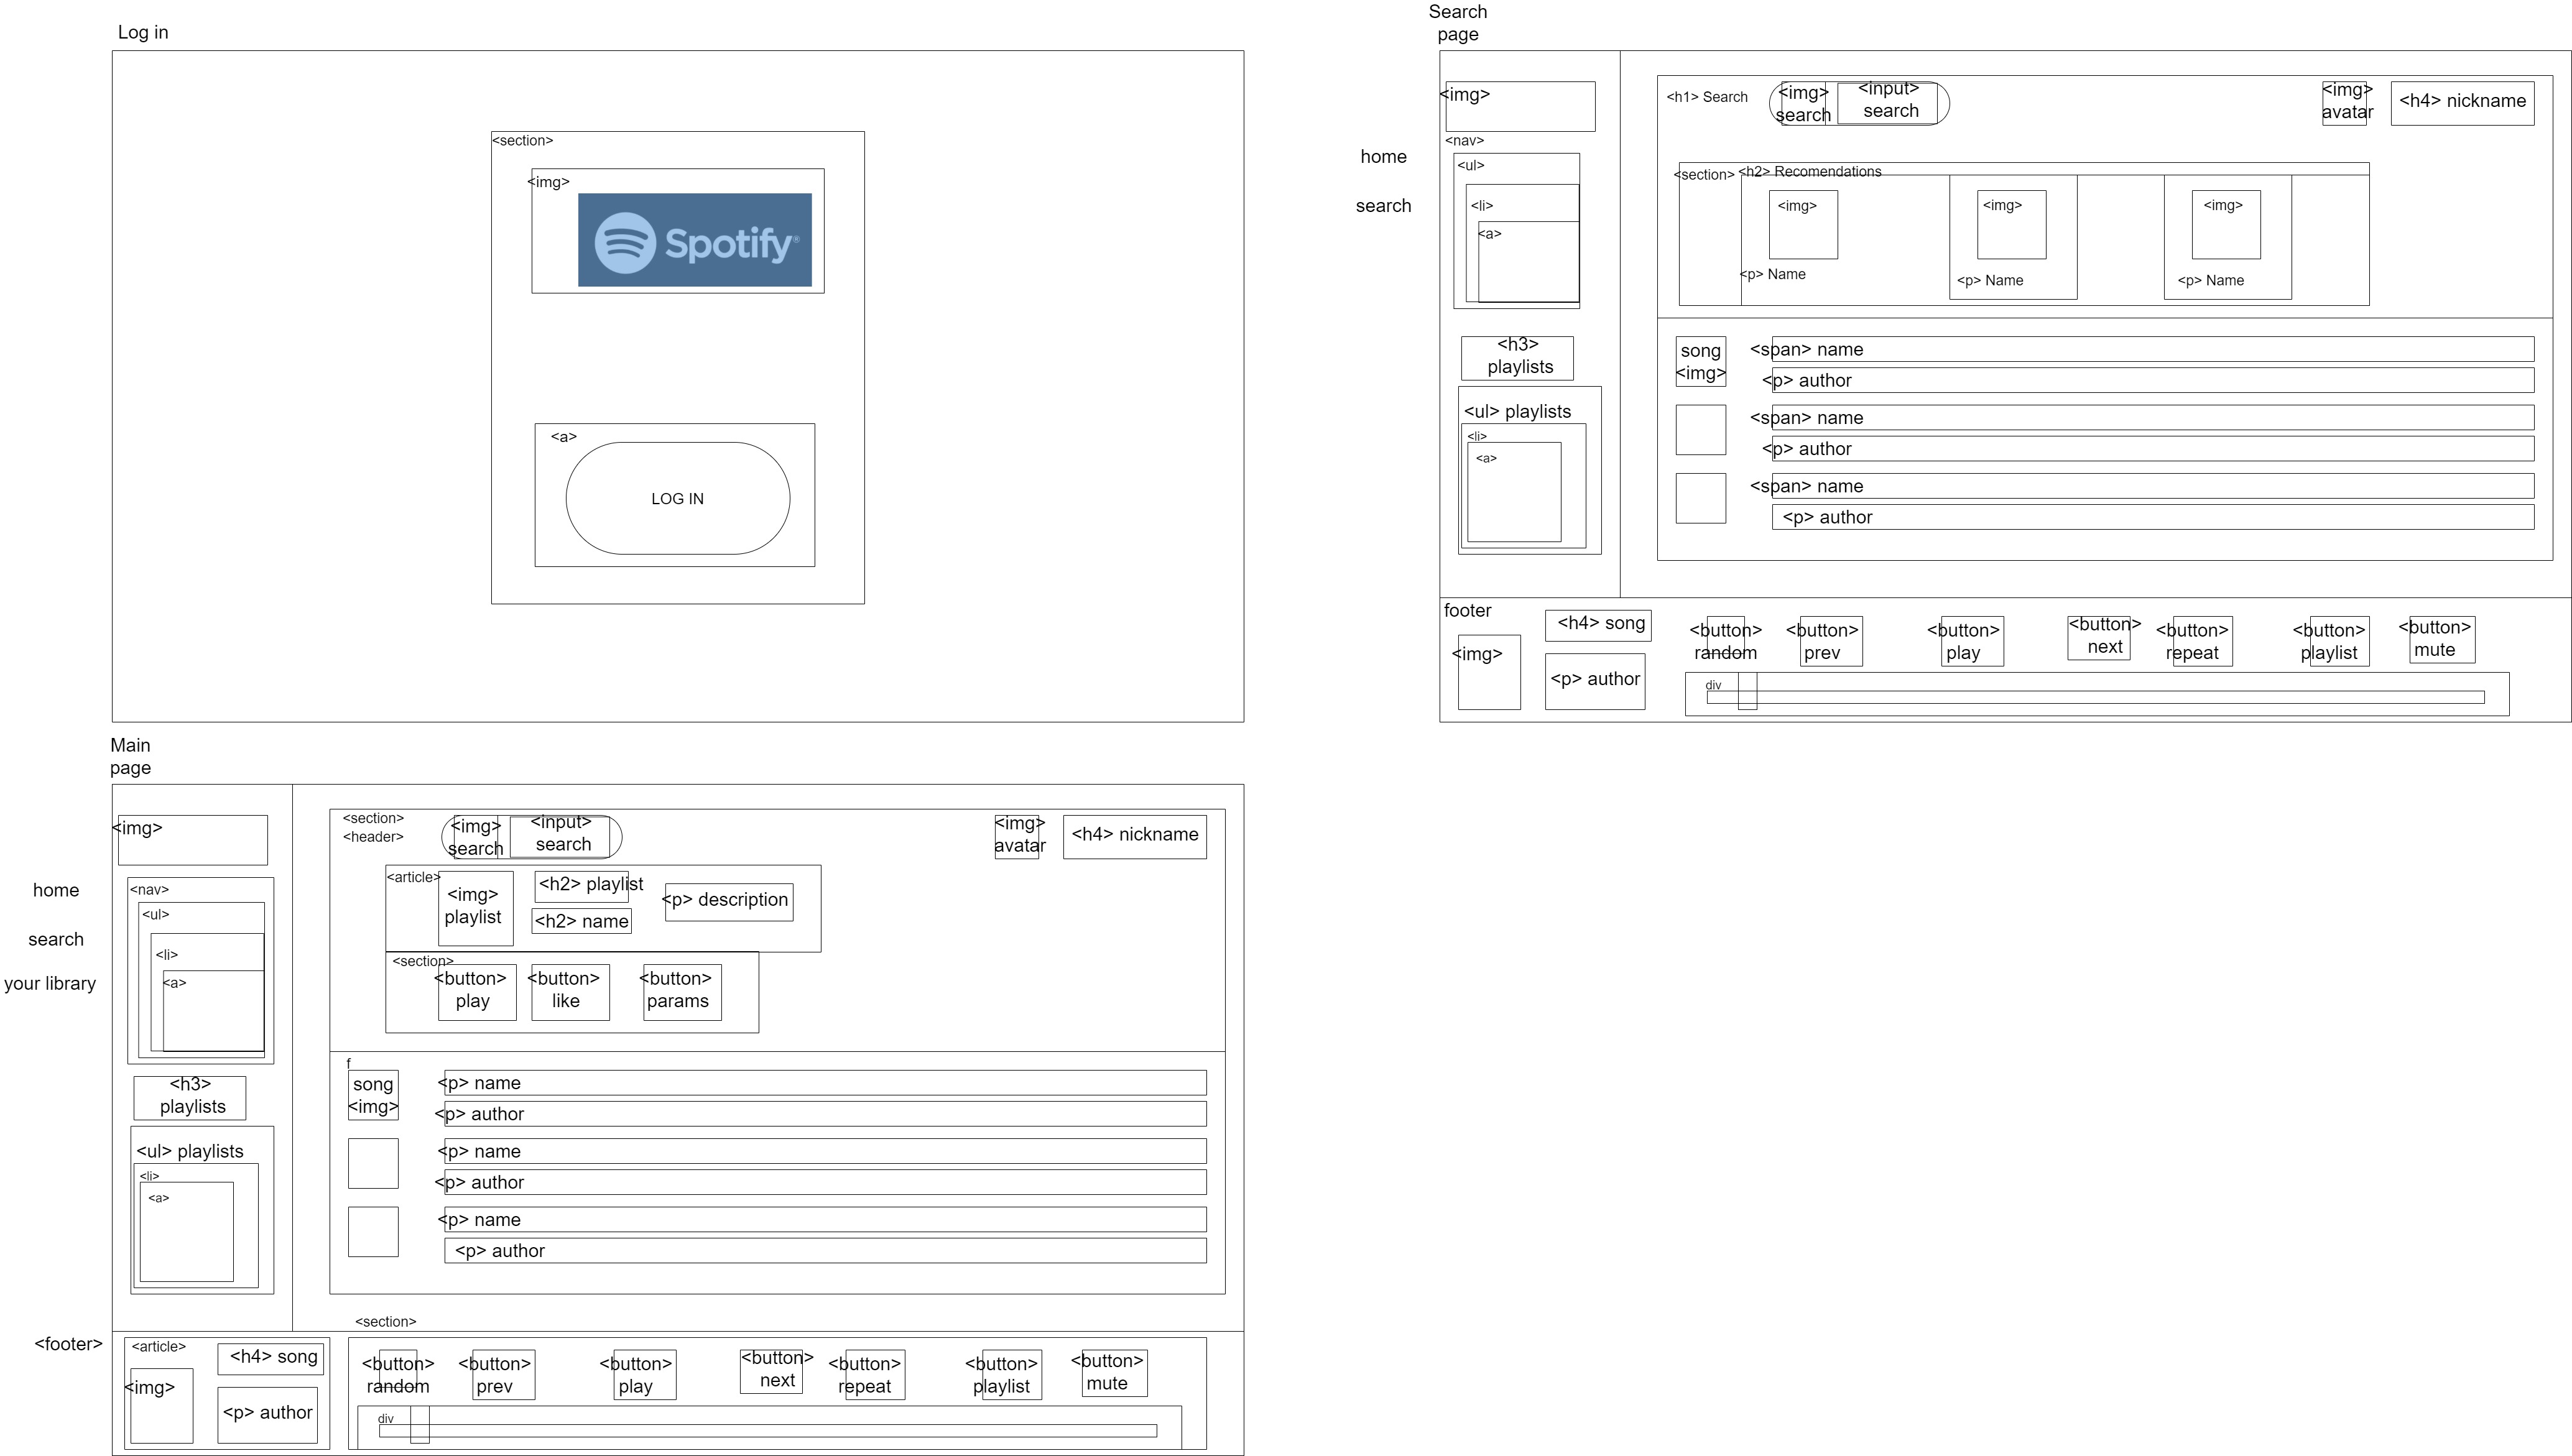 Log in
<section>
<img>
Spotify®
<a>
LOG IN
Search
page
<img>
<nav>
home
<ul>
search
<li>
<a>
<h3>
playlists
<ul> playlists
<li>
<a>
<h1> Search
<img>
search
<input>
search
<img>
avatar
<h4> nickname
<section>
<h2> Recomendations
<img>
<img>
<img>
<p> Name
<p> Name
<p> Name
song
<img>
<span> name
<p> author
<span> name
<p> author
<span> name
<p> author
footer
<img>
<h4> song
<p> author
<button>
random
<button>
prev
<button>
play
<button>
next
<button>
repeat
<button>
playlist
<button>
mute
div
Main
page
<img>
home
search
your library
<nav>
<ul>
<li>
<a>
<h3>
playlists
<ul> playlists
<li>
<a>
<section>
<header>
<img>
search
<input>
search
<img>
avatar
<h4> nickname
<article>
<img>
playlist
<h2> playlist
<h2> name
<p> description
<section>
<button>
play
<button>
like
<button>
params
f
song
<img>
<p> name
<p> author
<p> name
<p> author
<p> name
<p> author
<section>
<footer>
<article>
<img>
<h4> song
<p> author
<button>
random
<button>
prev
<button>
play
<button>
next
<button>
repeat
<button>
playlist
<button>
mute
div